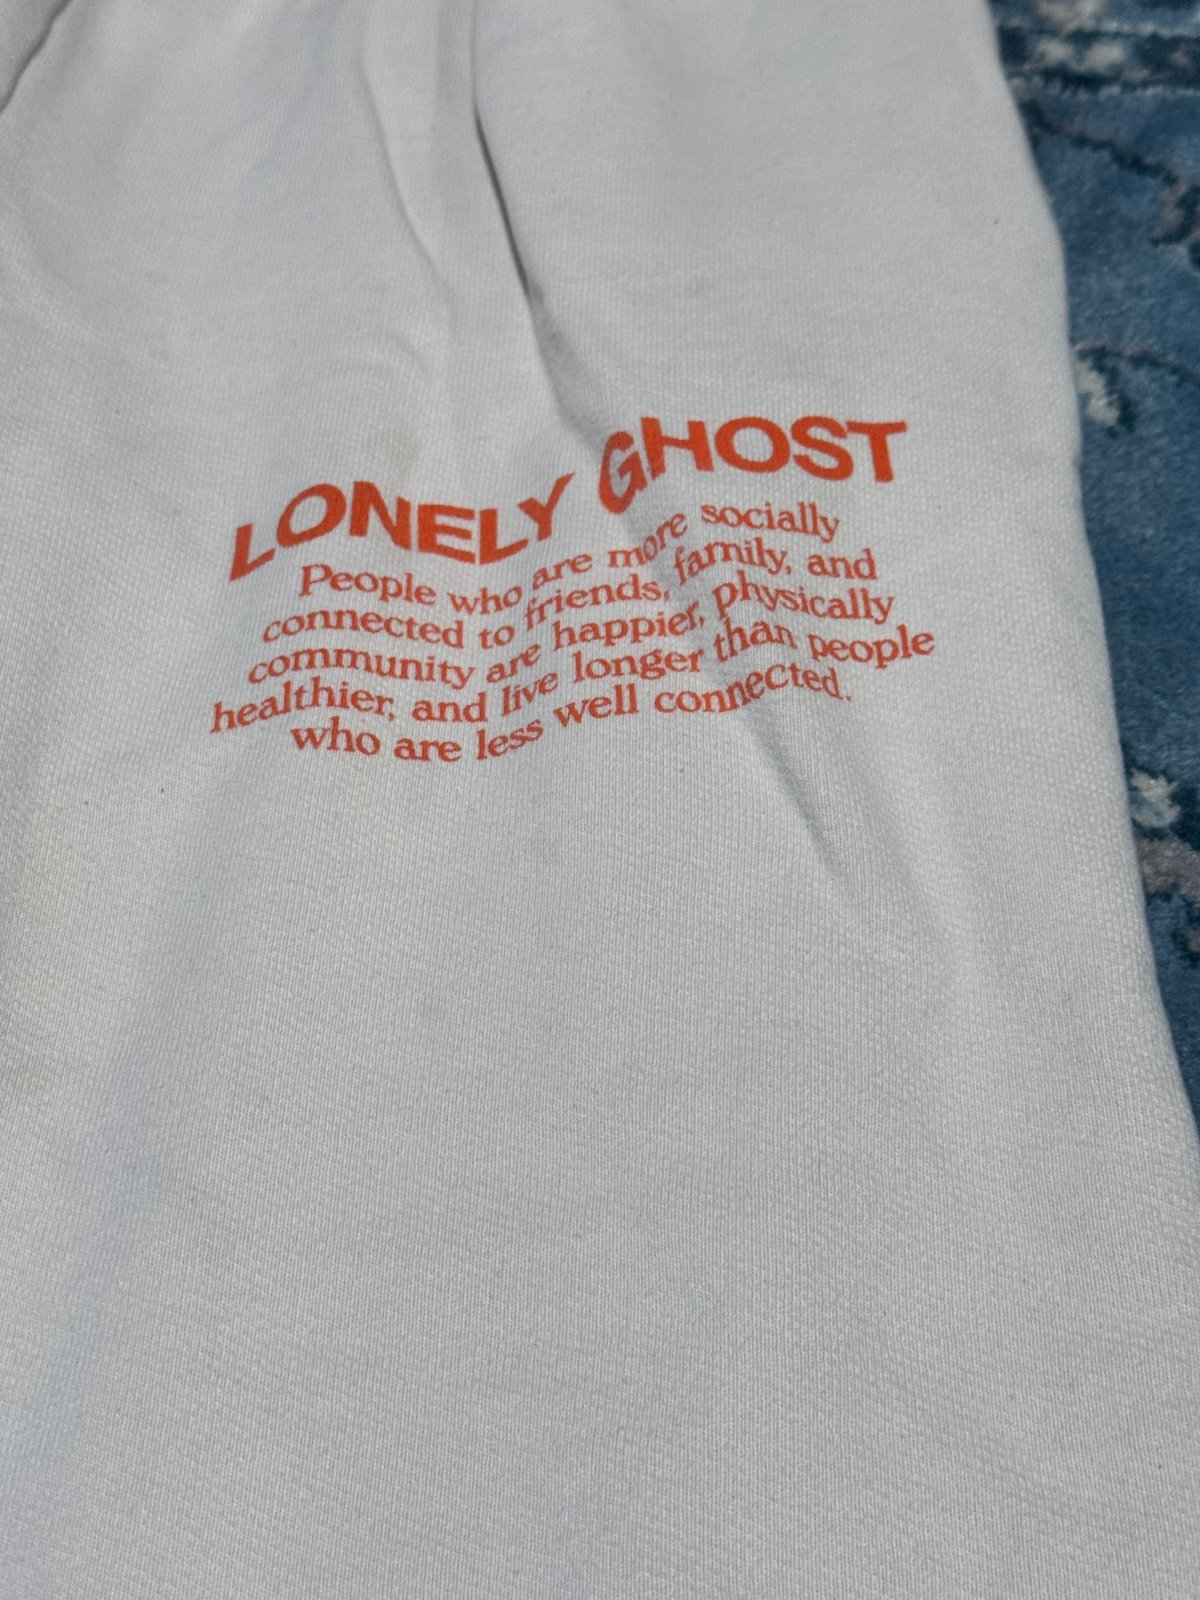 LONELY GHOST
People who are more socially
connected to friends, family, and
community are happier, physically
healthier, and live longer than people
who are less well connected.